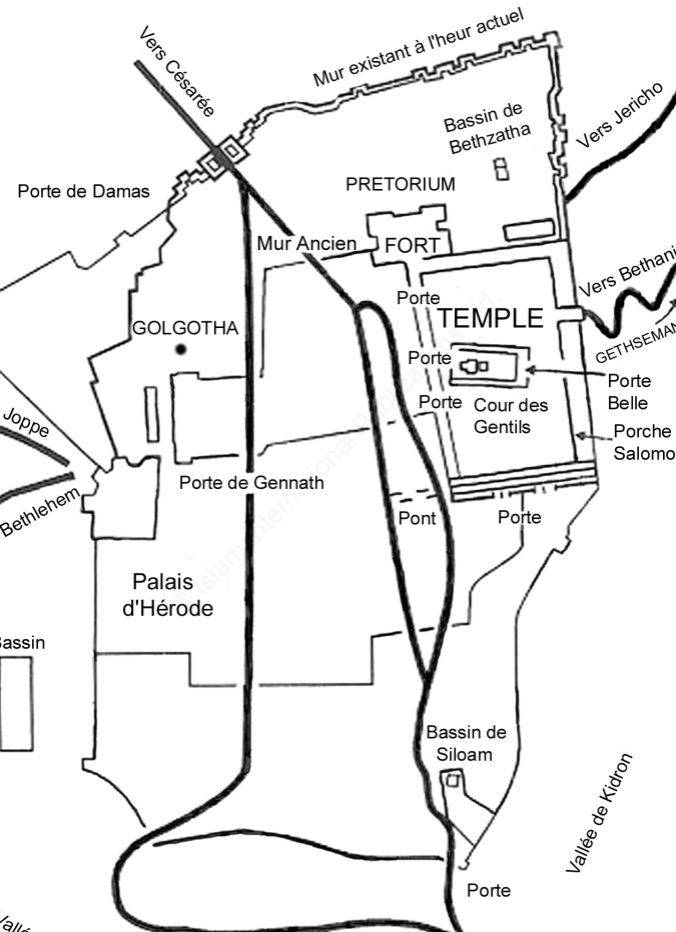 Vers Césarée
Mur existant à l'heur actuel
Bassin de
Bethzatha
Vers Jericho
Porte de Damas
PRETORIUM
Mur Ancien
FORT
Vers Bethani
Porte
TEMPLE
GOLGOTHA
GETHSEMAN
Porte
Porte
Belle
Porte
Cour des
Gentils
Joppe
Porche
Salomo
Porte de Gennath
Bethlehem
Pont
Porte
Palais
d'Hérode
Bassin
Bassin de
Siloam
Vallée de Kidron
Porte
Vallé